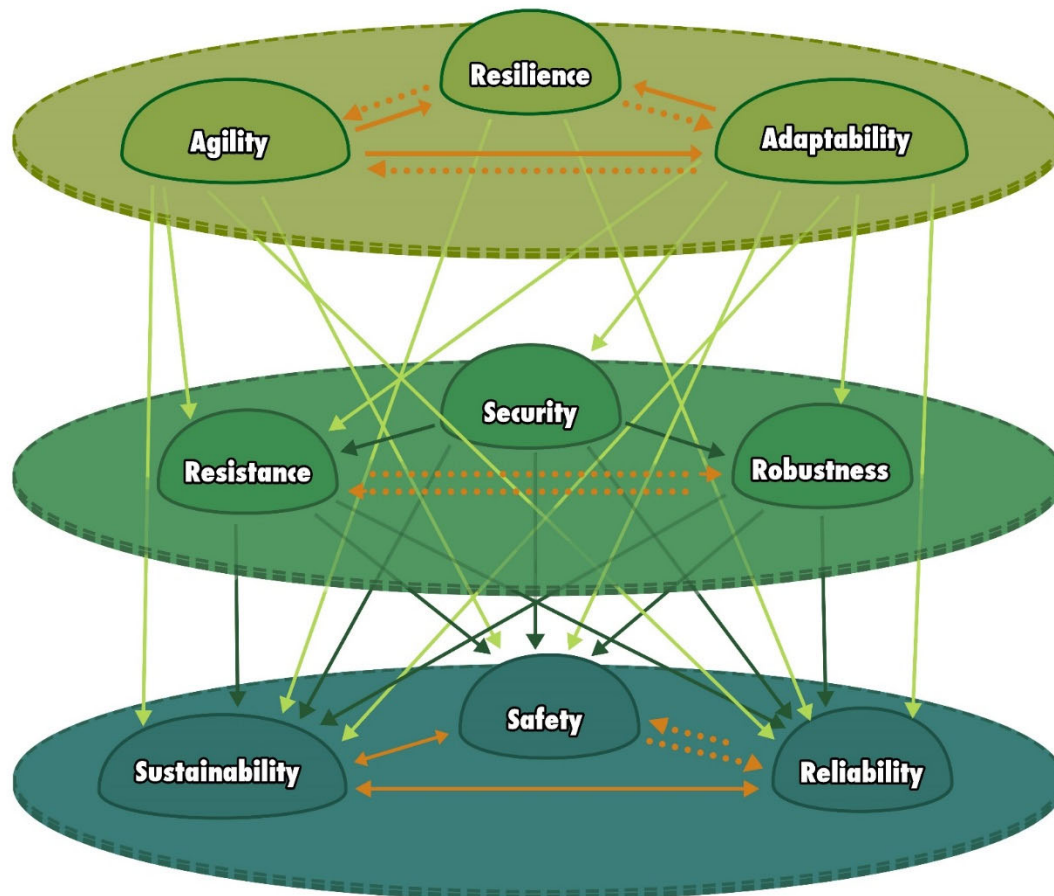 Resilience
Agility
Adaptability
Security
Resistance
Robustness
Safety
Sustainability
Reliability